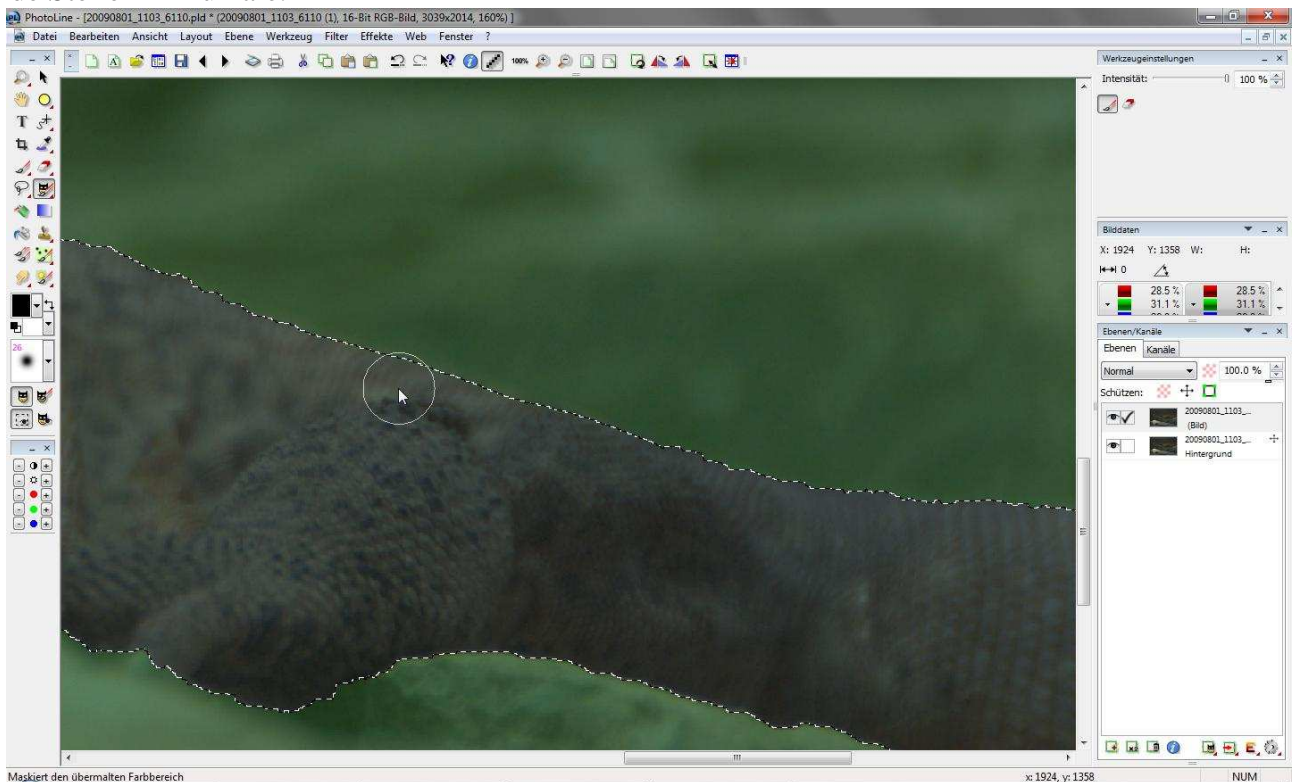 PhotoLine - [20090801_1103_6110.pld * (20090801_1103_6110 (1), 16-Bit RGB-Bild, 3039x2014, 160%) ]
Datei Bearbeiten Ansicht Layout Ebene Werkzeug Filter Effekte Web Fenster ?
100%
Werkzeugeinstellungen
Intensität: 100 %
Bilddaten
X: 1924 Y: 1358 W: H:
0
28.5 % 28.5 %
31.1 % 31.1 %
Ebenen/Kanäle
Ebenen Kanäle
Normal 100.0 %
Schützen:
20090801_1103_...
(Bild)
20090801_1103_...
Hintergrund
26
Maskiert den übermalten Farbbereich x: 1924, y: 1358 NUM